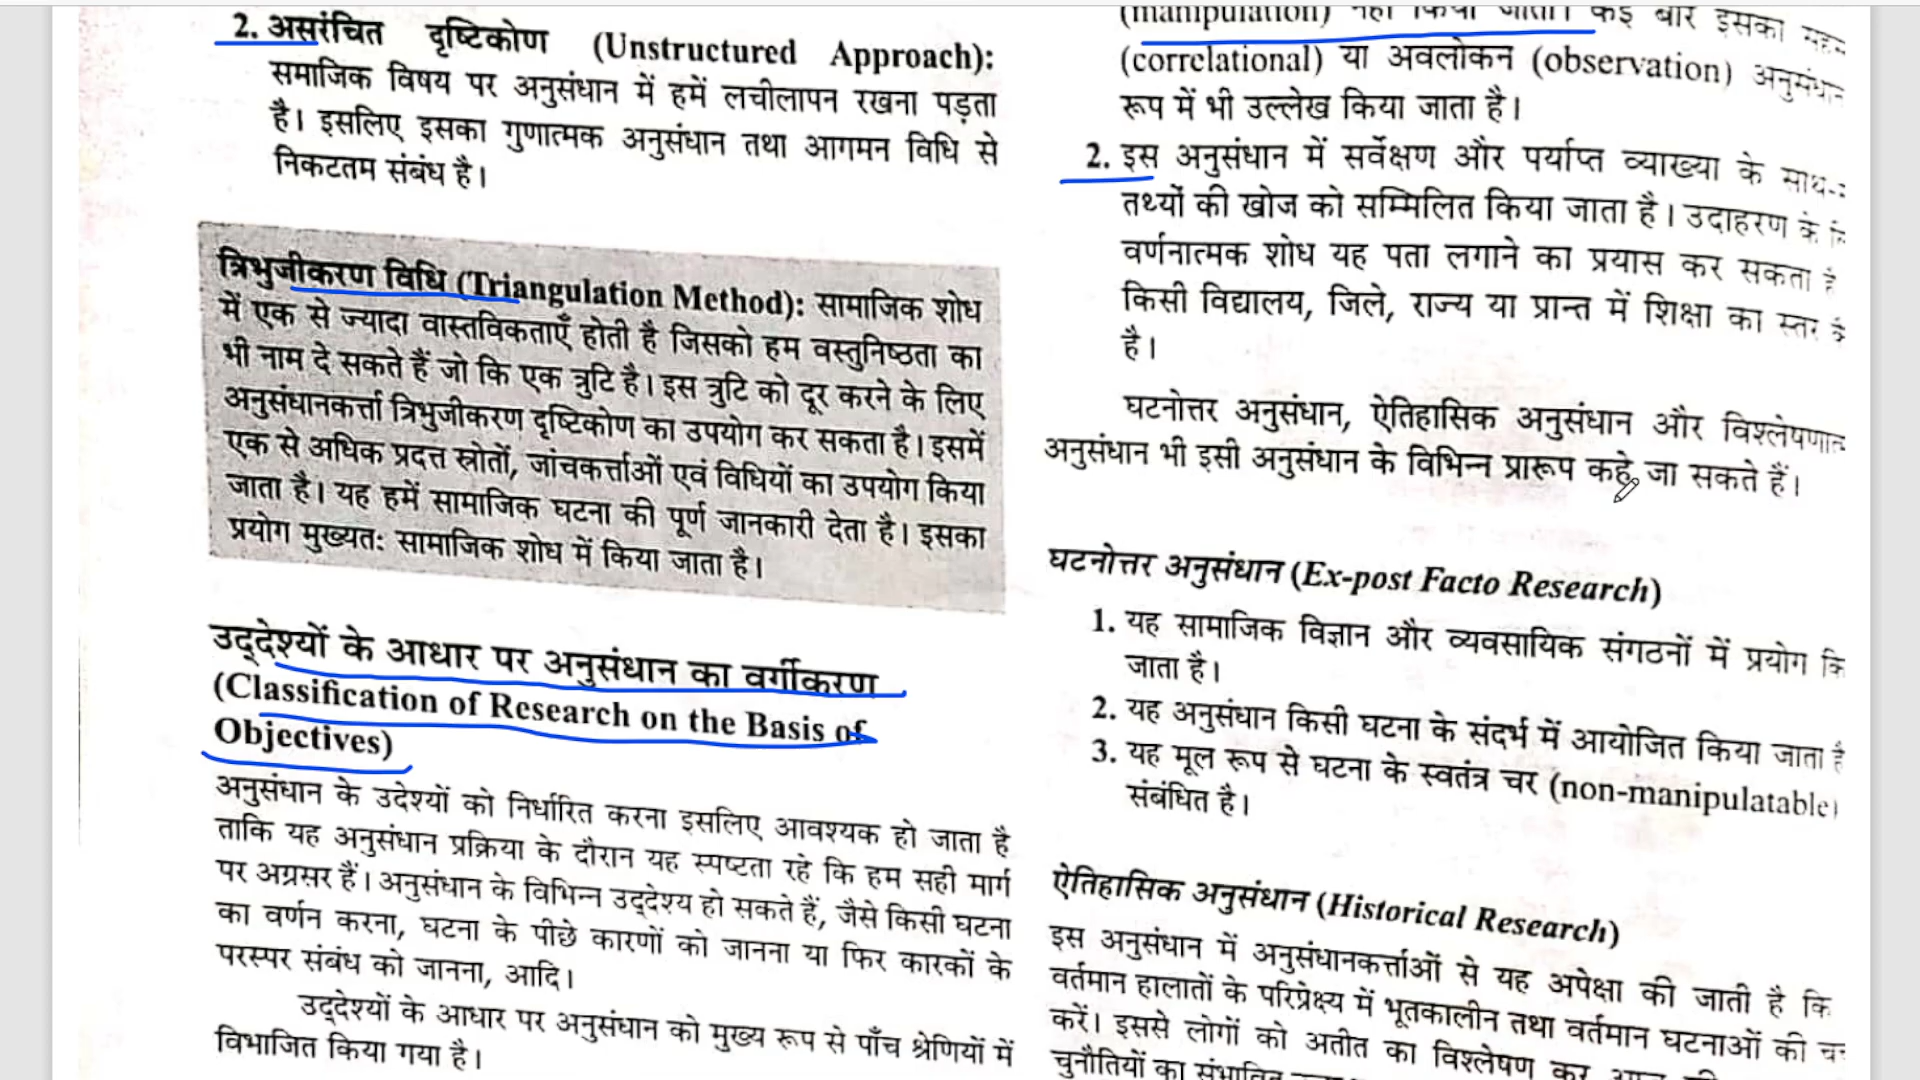 2. असरंचित दृष्टिकोण (Unstructured Approach):
समाजिक विषय पर अनुसंधान में हमें लचीलापन रखना पड़ता
है। इसलिए इसका गुणात्मक अनुसंधान तथा आगमन विधि से
निकटतम संबंध है।
त्रिभुजीकरण विधि (Triangulation Method): सामाजिक शोध
में एक से ज्यादा वास्तविकताएँ होती है जिसको हम वस्तुनिष्ठता का
भी नाम दे सकते हैं जो कि एक त्रुटि है। इस त्रुटि को दूर करने के लिए
अनुसंधानकर्त्ता त्रिभुजीकरण दृष्टिकोण का उपयोग कर सकता है। इसमें
एक से अधिक प्रदत्त स्रोतों, जांचकर्त्ताओं एवं विधियों का उपयोग किया
जाता है। यह हमें सामाजिक घटना की पूर्ण जानकारी देता है। इसका
प्रयोग मुख्यत: सामाजिक शोध में किया जाता है।
उद्देश्यों के आधार पर अनुसंधान का वर्गीकरण
(Classification of Research on the Basis of
Objectives)
अनुसंधान के उदेश्यों को निर्धारित करना इसलिए आवश्यक हो जाता है
ताकि यह अनुसंधान प्रक्रिया के दौरान यह स्पष्टता रहे कि हम सही मार्ग
पर अग्रसर हैं। अनुसंधान के विभिन्न उद्देश्य हो सकते हैं, जैसे किसी घटना
का वर्णन करना, घटना के पीछे कारणों को जानना या फिर कारकों के
परस्पर संबंध को जानना, आदि।
उद्देश्यों के आधार पर अनुसंधान को मुख्य रूप से पाँच श्रेणियों में
विभाजित किया गया है।
(manipulation) नहीं किया जाता। कई बार इसका
(correlational) या अवलोकन (observation) अनुसंधान
रूप में भी उल्लेख किया जाता है।
2. इस अनुसंधान में सर्वेक्षण और पर्याप्त व्याख्या के
तथ्यों की खोज को सम्मिलित किया जाता है। उदाहरण के
वर्णनात्मक शोध यह पता लगाने का प्रयास कर सकता
किसी विद्यालय, जिले, राज्य या प्रान्त में शिक्षा का स्तर
है।
घटनोत्तर अनुसंधान, ऐतिहासिक अनुसंधान और
अनुसंधान भी इसी अनुसंधान के विभिन्न प्रारूप कहे जा सकते हैं।
घटनोत्तर अनुसंधान (Ex-post Facto Research)
1. यह सामाजिक विज्ञान और व्यवसायिक संगठनों में प्रयोग
जाता है।
2. यह अनुसंधान किसी घटना के संदर्भ में आयोजित किया जाता
3. यह मूल रूप से घटना के स्वतंत्र चर (non-manipulatable)
संबंधित है।
ऐतिहासिक अनुसंधान (Historical Research)
इस अनुसंधान में अनुसंधानकर्त्ताओं से यह अपेक्षा की जाती है कि
वर्तमान हालातों के परिप्रेक्ष्य में भूतकालीन तथा वर्तमान घटनाओं की
करें। इससे लोगों को अतीत का विश्लेषण कर
चुनौतियों का